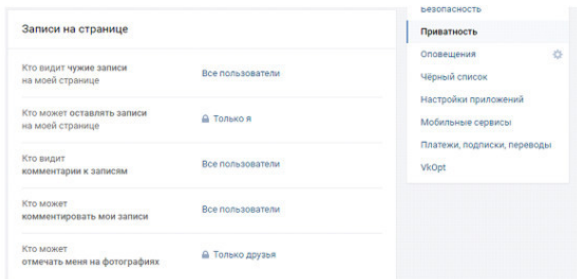 Записи на странице
Кто видит чужие записи
на моей странице
Все пользователи
Кто может оставлять записи
на моей странице
Только я
Кто видит
комментарии к записям
Все пользователи
Кто может
комментировать мои записи
Все пользователи
Кто может
отмечать меня на фотографиях
Только друзья
Безопасность
Приватность
Оповещения
Чёрный список
Настройки приложений
Мобильные сервисы
Платежи, подписки, переводы
VkOpt